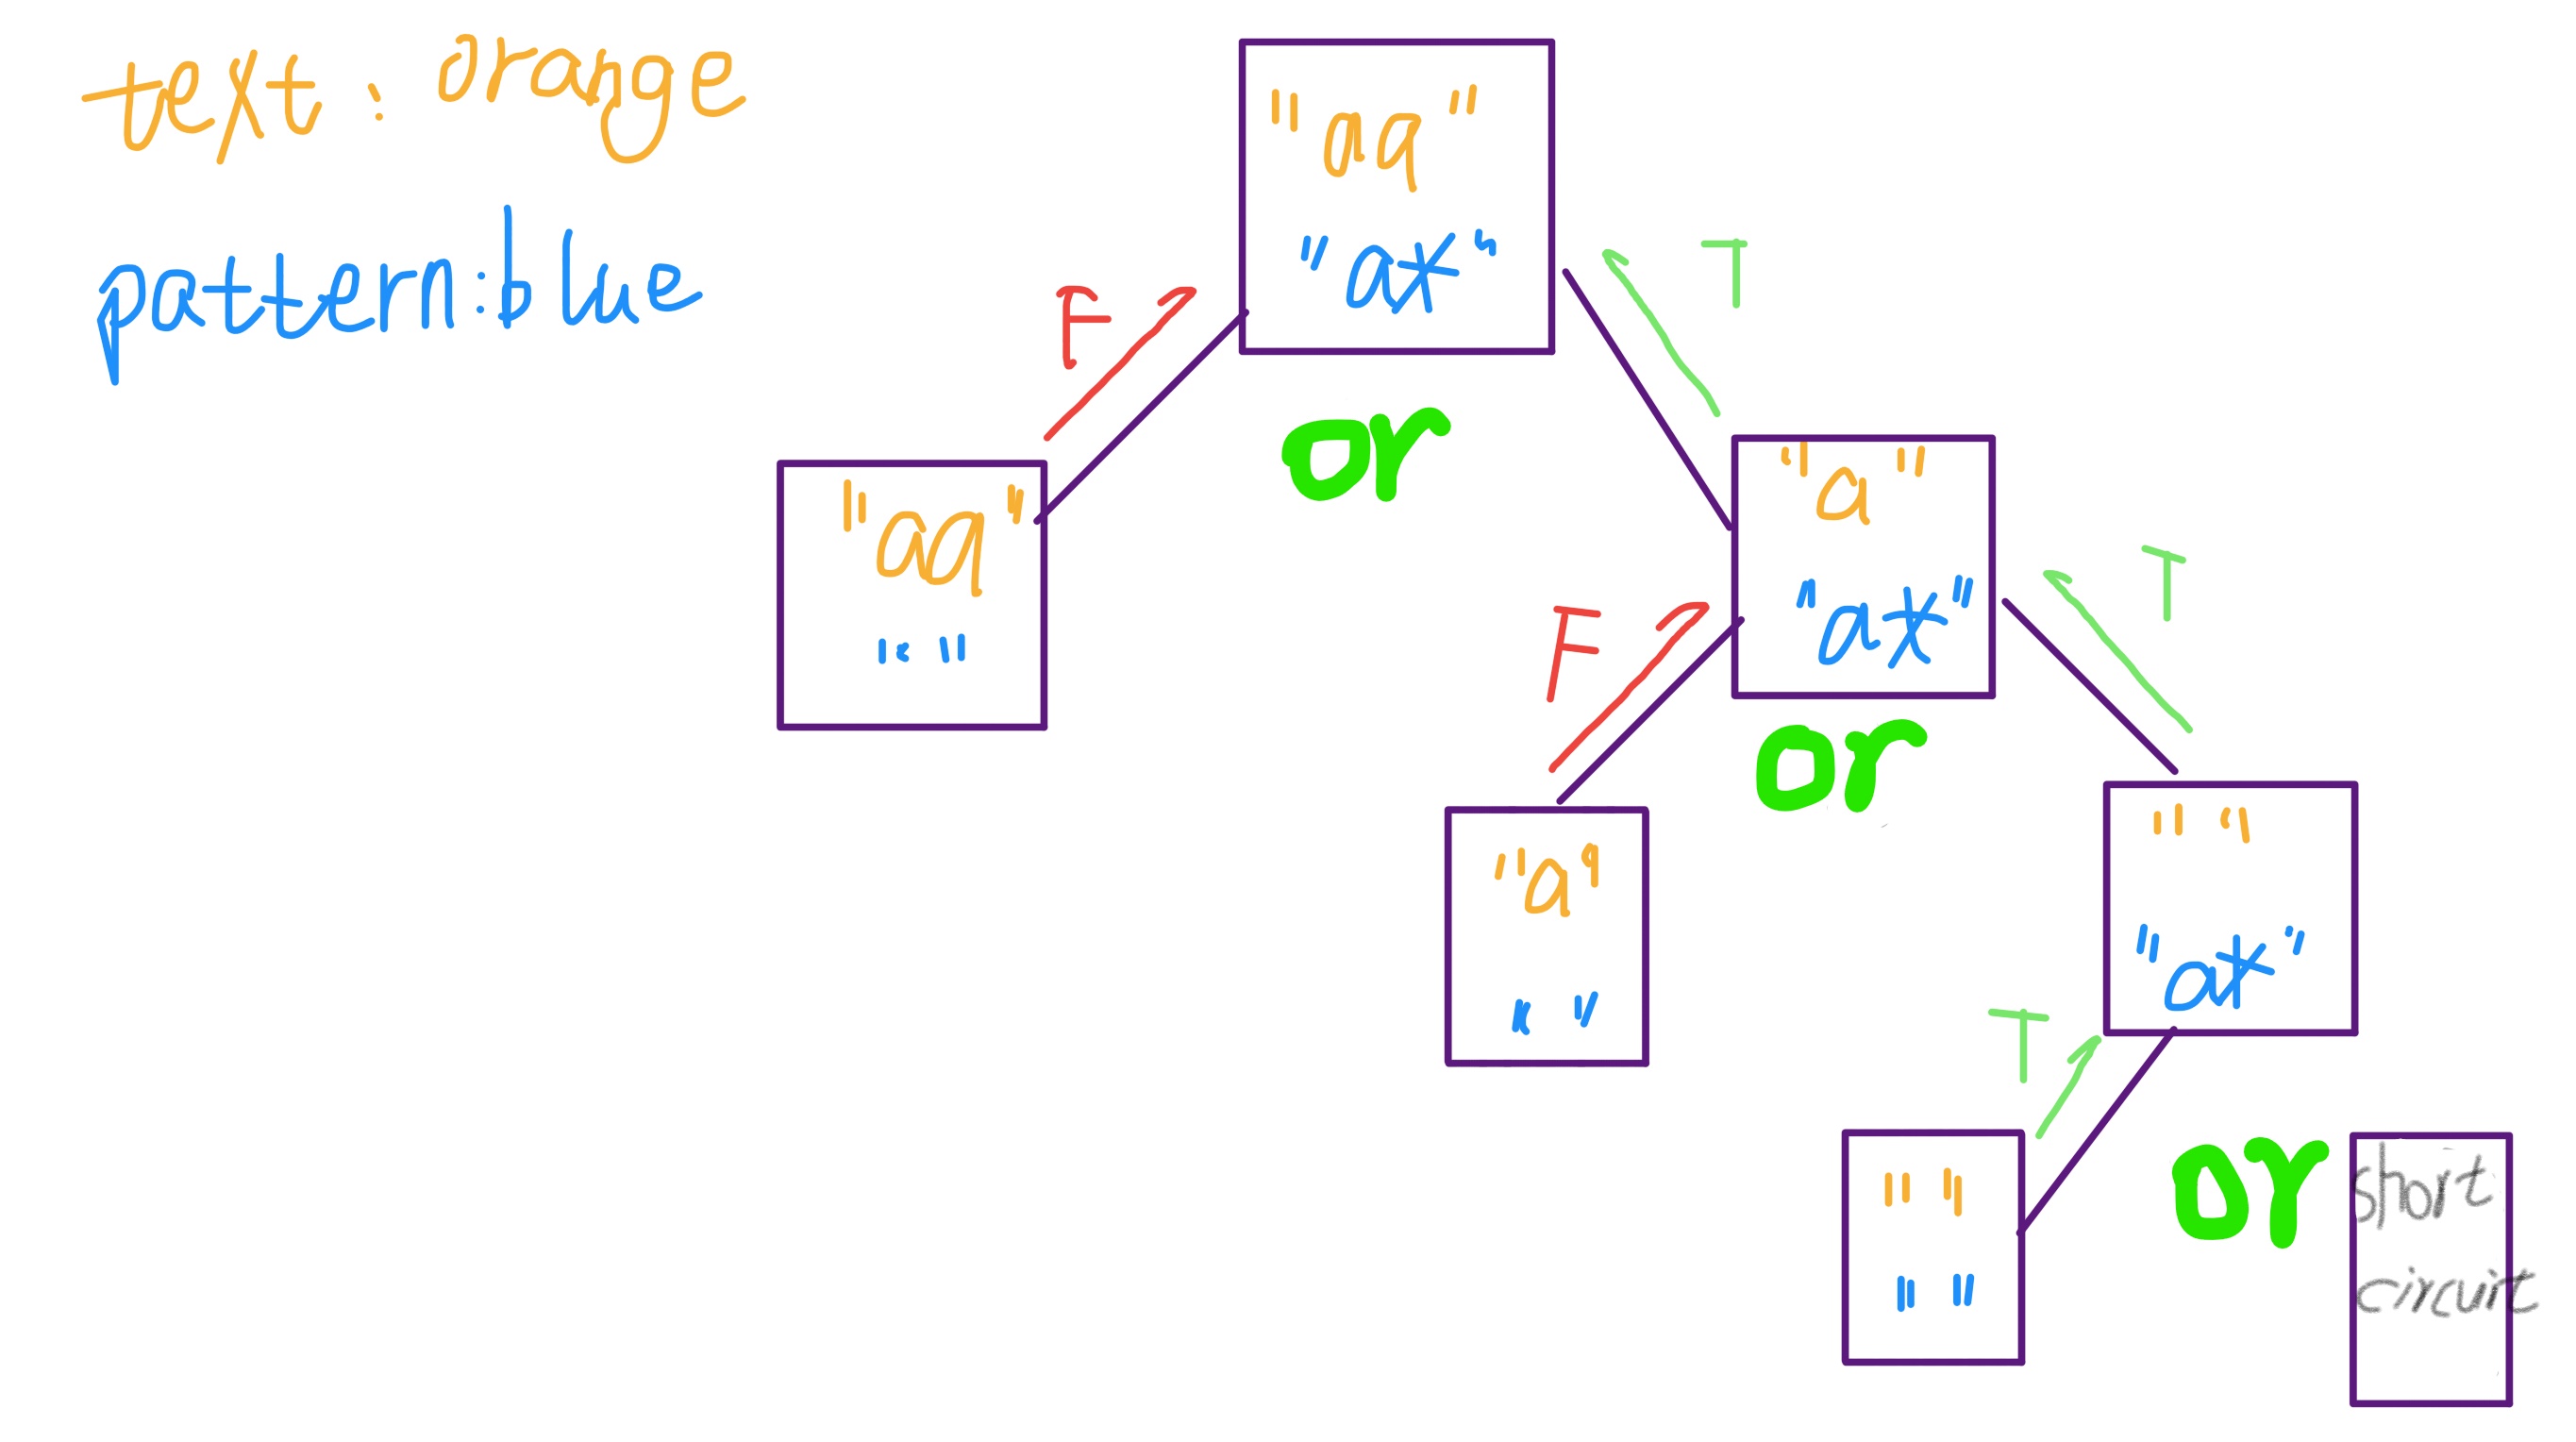 text: orange
pattern:blue
"aa"
"a*"
F
T
or
"aa"
" "
"a"
"a*"
F
T
or
"a"
" "
" "
"a*"
T
or
" "
" "
short
circuit